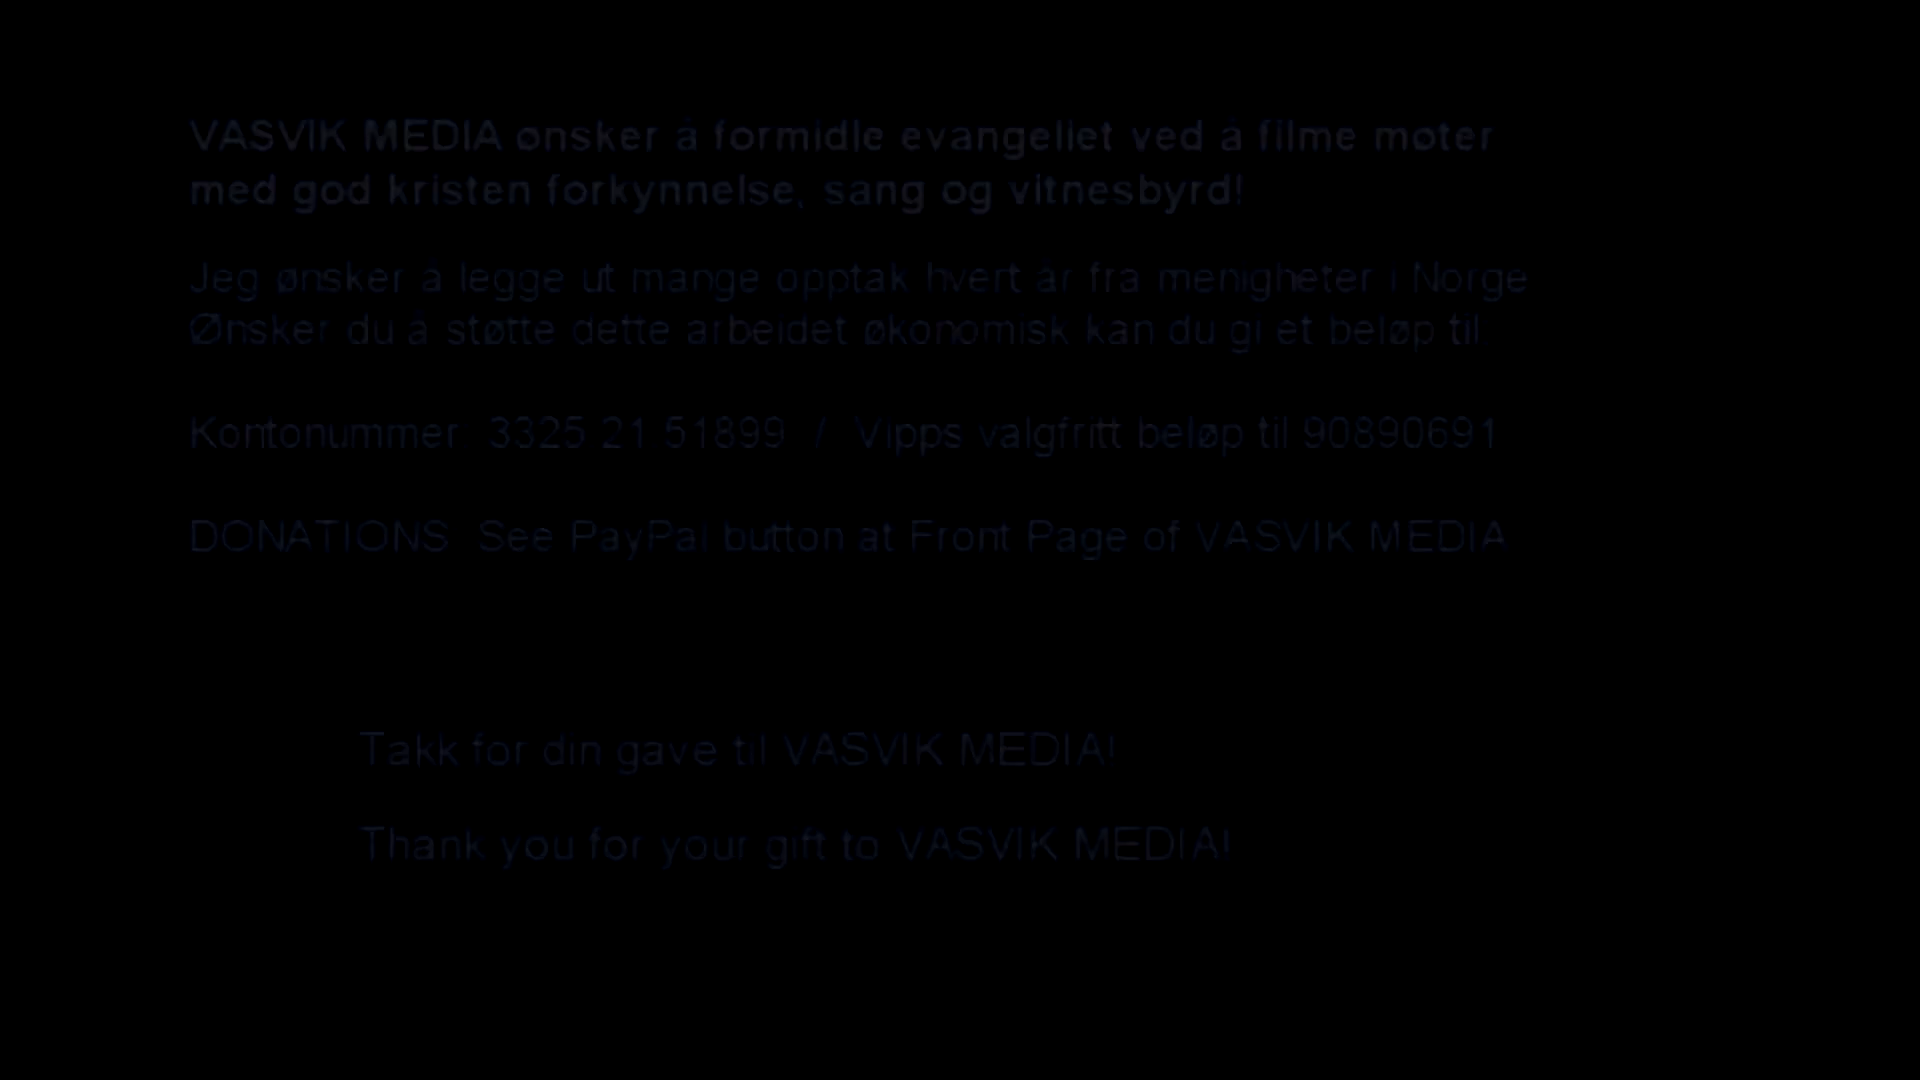 VASVIK MEDIA ønsker å formidle evangeliet ved å filme møter
med god kristen forkynnelse, sang og vitnesbyrd!
Jeg ønsker å legge ut mange opptak hvert år fra menigheter i Norge
Ønsker du å støtte dette arbeidet økonomisk kan du gi et beløp til
Kontonummer 3325 21 51899 / Vipps valgfritt beløp til 90890691
DONATIONS See PayPal button at Front Page of VASVIK MEDIA
Takk for din gave til VASVIK MEDIA!
Thank you for your gift to VASVIK MEDIA!